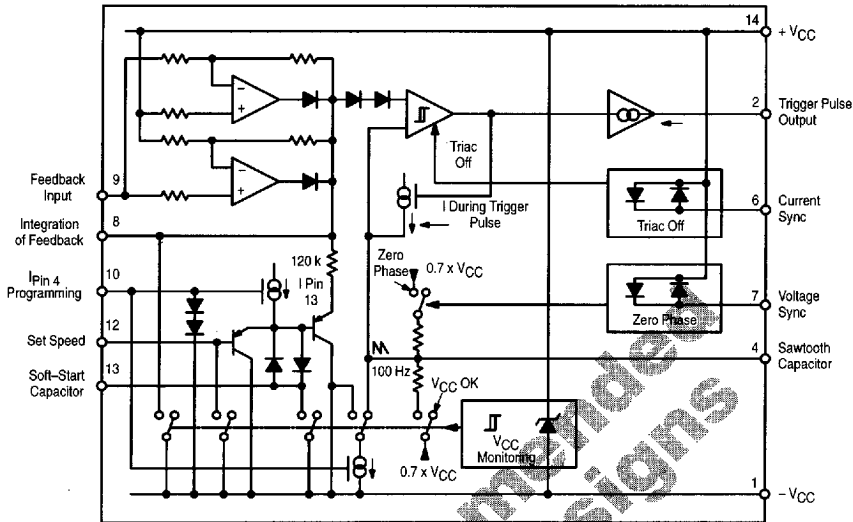 14
+ VCC
2
Trigger Pulse
Output
Triac
Off
9
Feedback
Input
8
Integration
of Feedback
I During Trigger
Pulse
Triac Off
6
Current
Sync
120 k
Zero
Phase
0.7 x VCC
10
IPin 4
Programming
I Pin
13
Zero Phase
7
Voltage
Sync
12
Set Speed
13
Soft–Start
Capacitor
100 Hz
4
Sawtooth
Capacitor
VCC OK
VCC
Monitoring
0.7 x VCC
1
– VCC
−
+
−
+
mended
signs